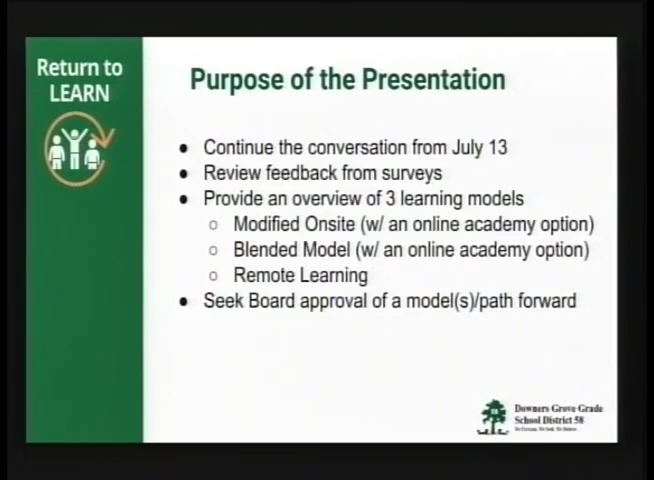 Return to
LEARN
Purpose of the Presentation
● Continue the conversation from July 13
● Review feedback from surveys
● Provide an overview of 3 learning models
○ Modified Onsite (w/ an online academy option)
○ Blended Model (w/ an online academy option)
○ Remote Learning
● Seek Board approval of a model(s)/path forward
Downers Grove Grade
School District 58